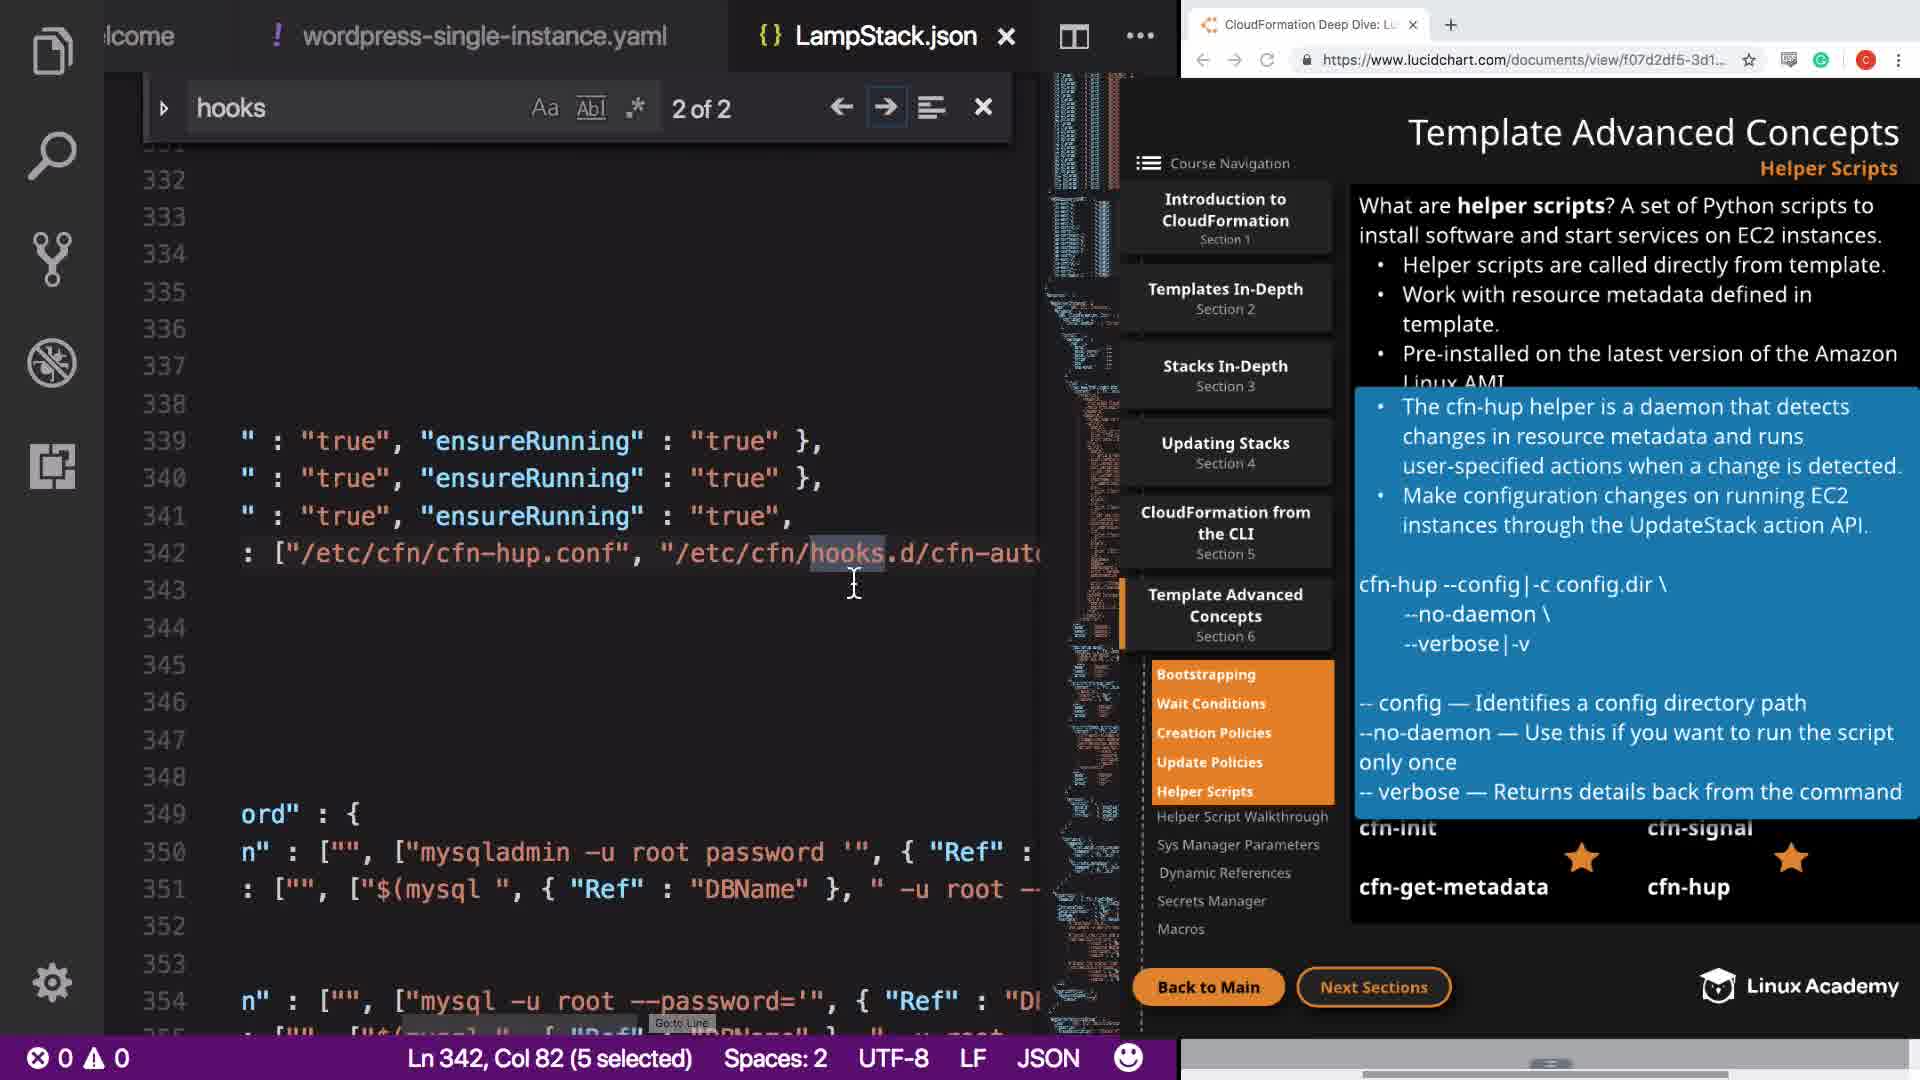 lcome
! wordpress-single-instance.yaml
{} LampStack.json ×
hooks
Aa Abl .*
2 of 2
332
333
334
335
336
337
338
339 " : "true", "ensureRunning" : "true" },
340 " : "true", "ensureRunning" : "true" },
341 " : "true", "ensureRunning" : "true",
342 : ["/etc/cfn/cfn-hup.conf", "/etc/cfn/hooks.d/cfn-auto
343
344
345
346
347
348
349 ord" : {
350 n" : ["", ["mysqladmin -u root password '", { "Ref" :
351 : ["", ["$(mysql ", { "Ref" : "DBName" }, " -u root --
352
353
354 n" : ["", ["mysql -u root --password='", { "Ref" : "DB
Go to Line
0 0
Ln 342, Col 82 (5 selected)
Spaces: 2
UTF-8
LF
JSON
CloudFormation Deep Dive: Lu ×
https://www.lucidchart.com/documents/view/f07d2df5-3d1...
C
Template Advanced Concepts
Helper Scripts
Course Navigation
Introduction to
CloudFormation
Section 1
Templates In-Depth
Section 2
Stacks In-Depth
Section 3
Updating Stacks
Section 4
CloudFormation from
the CLI
Section 5
Template Advanced
Concepts
Section 6
Bootstrapping
Wait Conditions
Creation Policies
Update Policies
Helper Scripts
Helper Script Walkthrough
Sys Manager Parameters
Dynamic References
Secrets Manager
Macros
Back to Main
Next Sections
What are helper scripts? A set of Python scripts to
install software and start services on EC2 instances.
• Helper scripts are called directly from template.
• Work with resource metadata defined in
template.
• Pre-installed on the latest version of the Amazon
Linux AMI
• The cfn-hup helper is a daemon that detects
changes in resource metadata and runs
user-specified actions when a change is detected.
• Make configuration changes on running EC2
instances through the UpdateStack action API.
cfn-hup --config|-c config.dir \
--no-daemon \
--verbose|-v
-- config — Identifies a config directory path
--no-daemon — Use this if you want to run the script
only once
-- verbose — Returns details back from the command
cfn-init
cfn-signal
cfn-get-metadata
cfn-hup
Linux Academy